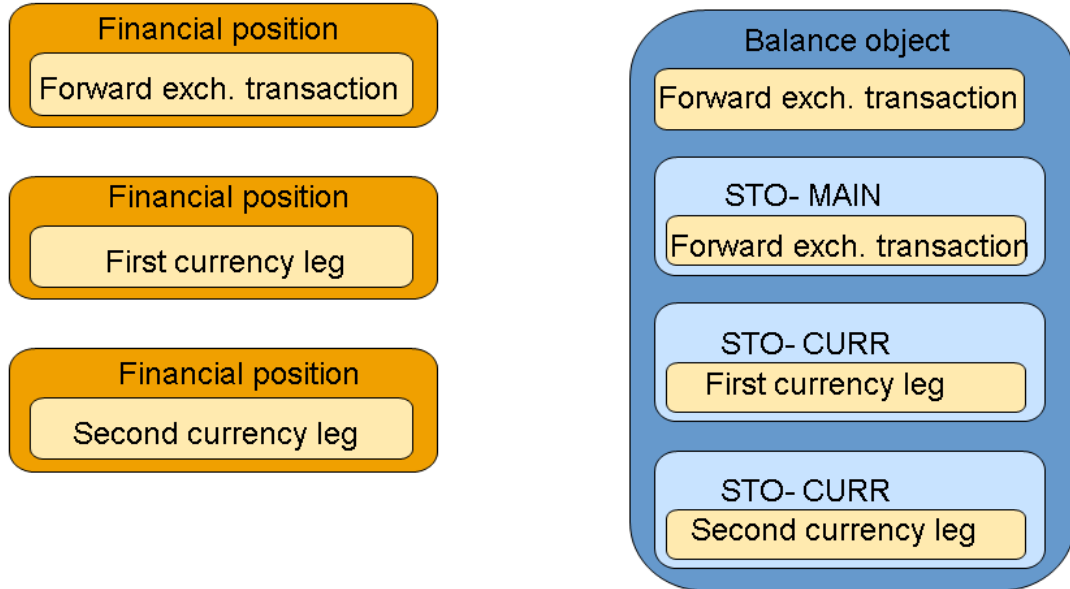 Financial position
Forward exch. transaction
Financial position
First currency leg
Financial position
Second currency leg
Balance object
Forward exch. transaction
STO- MAIN
Forward exch. transaction
STO- CURR
First currency leg
STO- CURR
Second currency leg